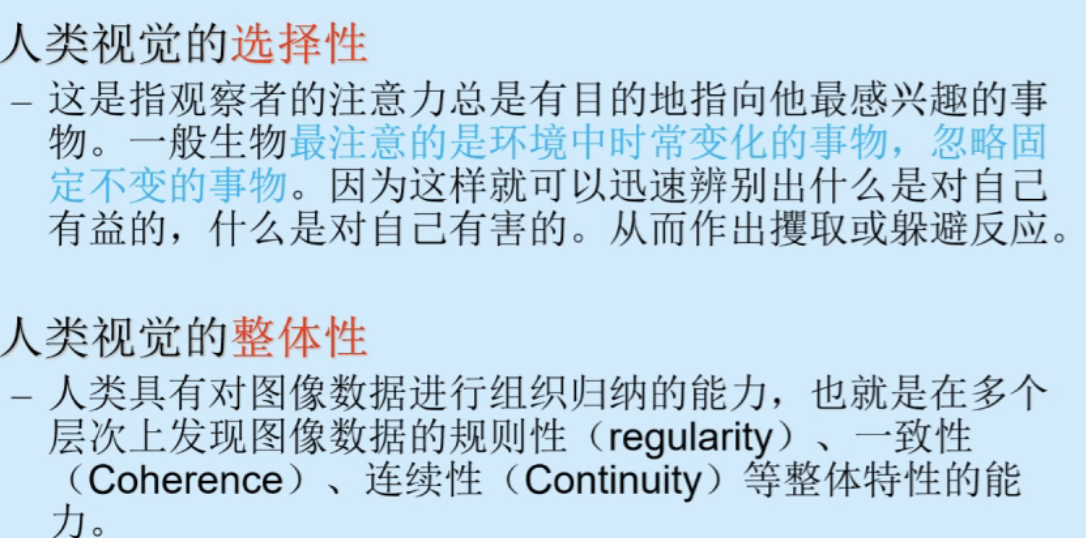 人类视觉的选择性
– 这是指观察者的注意力总是有目的地指向他最感兴趣的事
物。一般生物最注意的是环境中时常变化的事物，忽略固
定不变的事物。因为这样就可以迅速辨别出什么是对自己
有益的，什么是对自己有害的。从而作出攫取或躲避反应。
人类视觉的整体性
– 人类具有对图像数据进行组织归纳的能力，也就是在多个
层次上发现图像数据的规则性（regularity）、一致性
（Coherence）、连续性（Continuity）等整体特性的能
力。